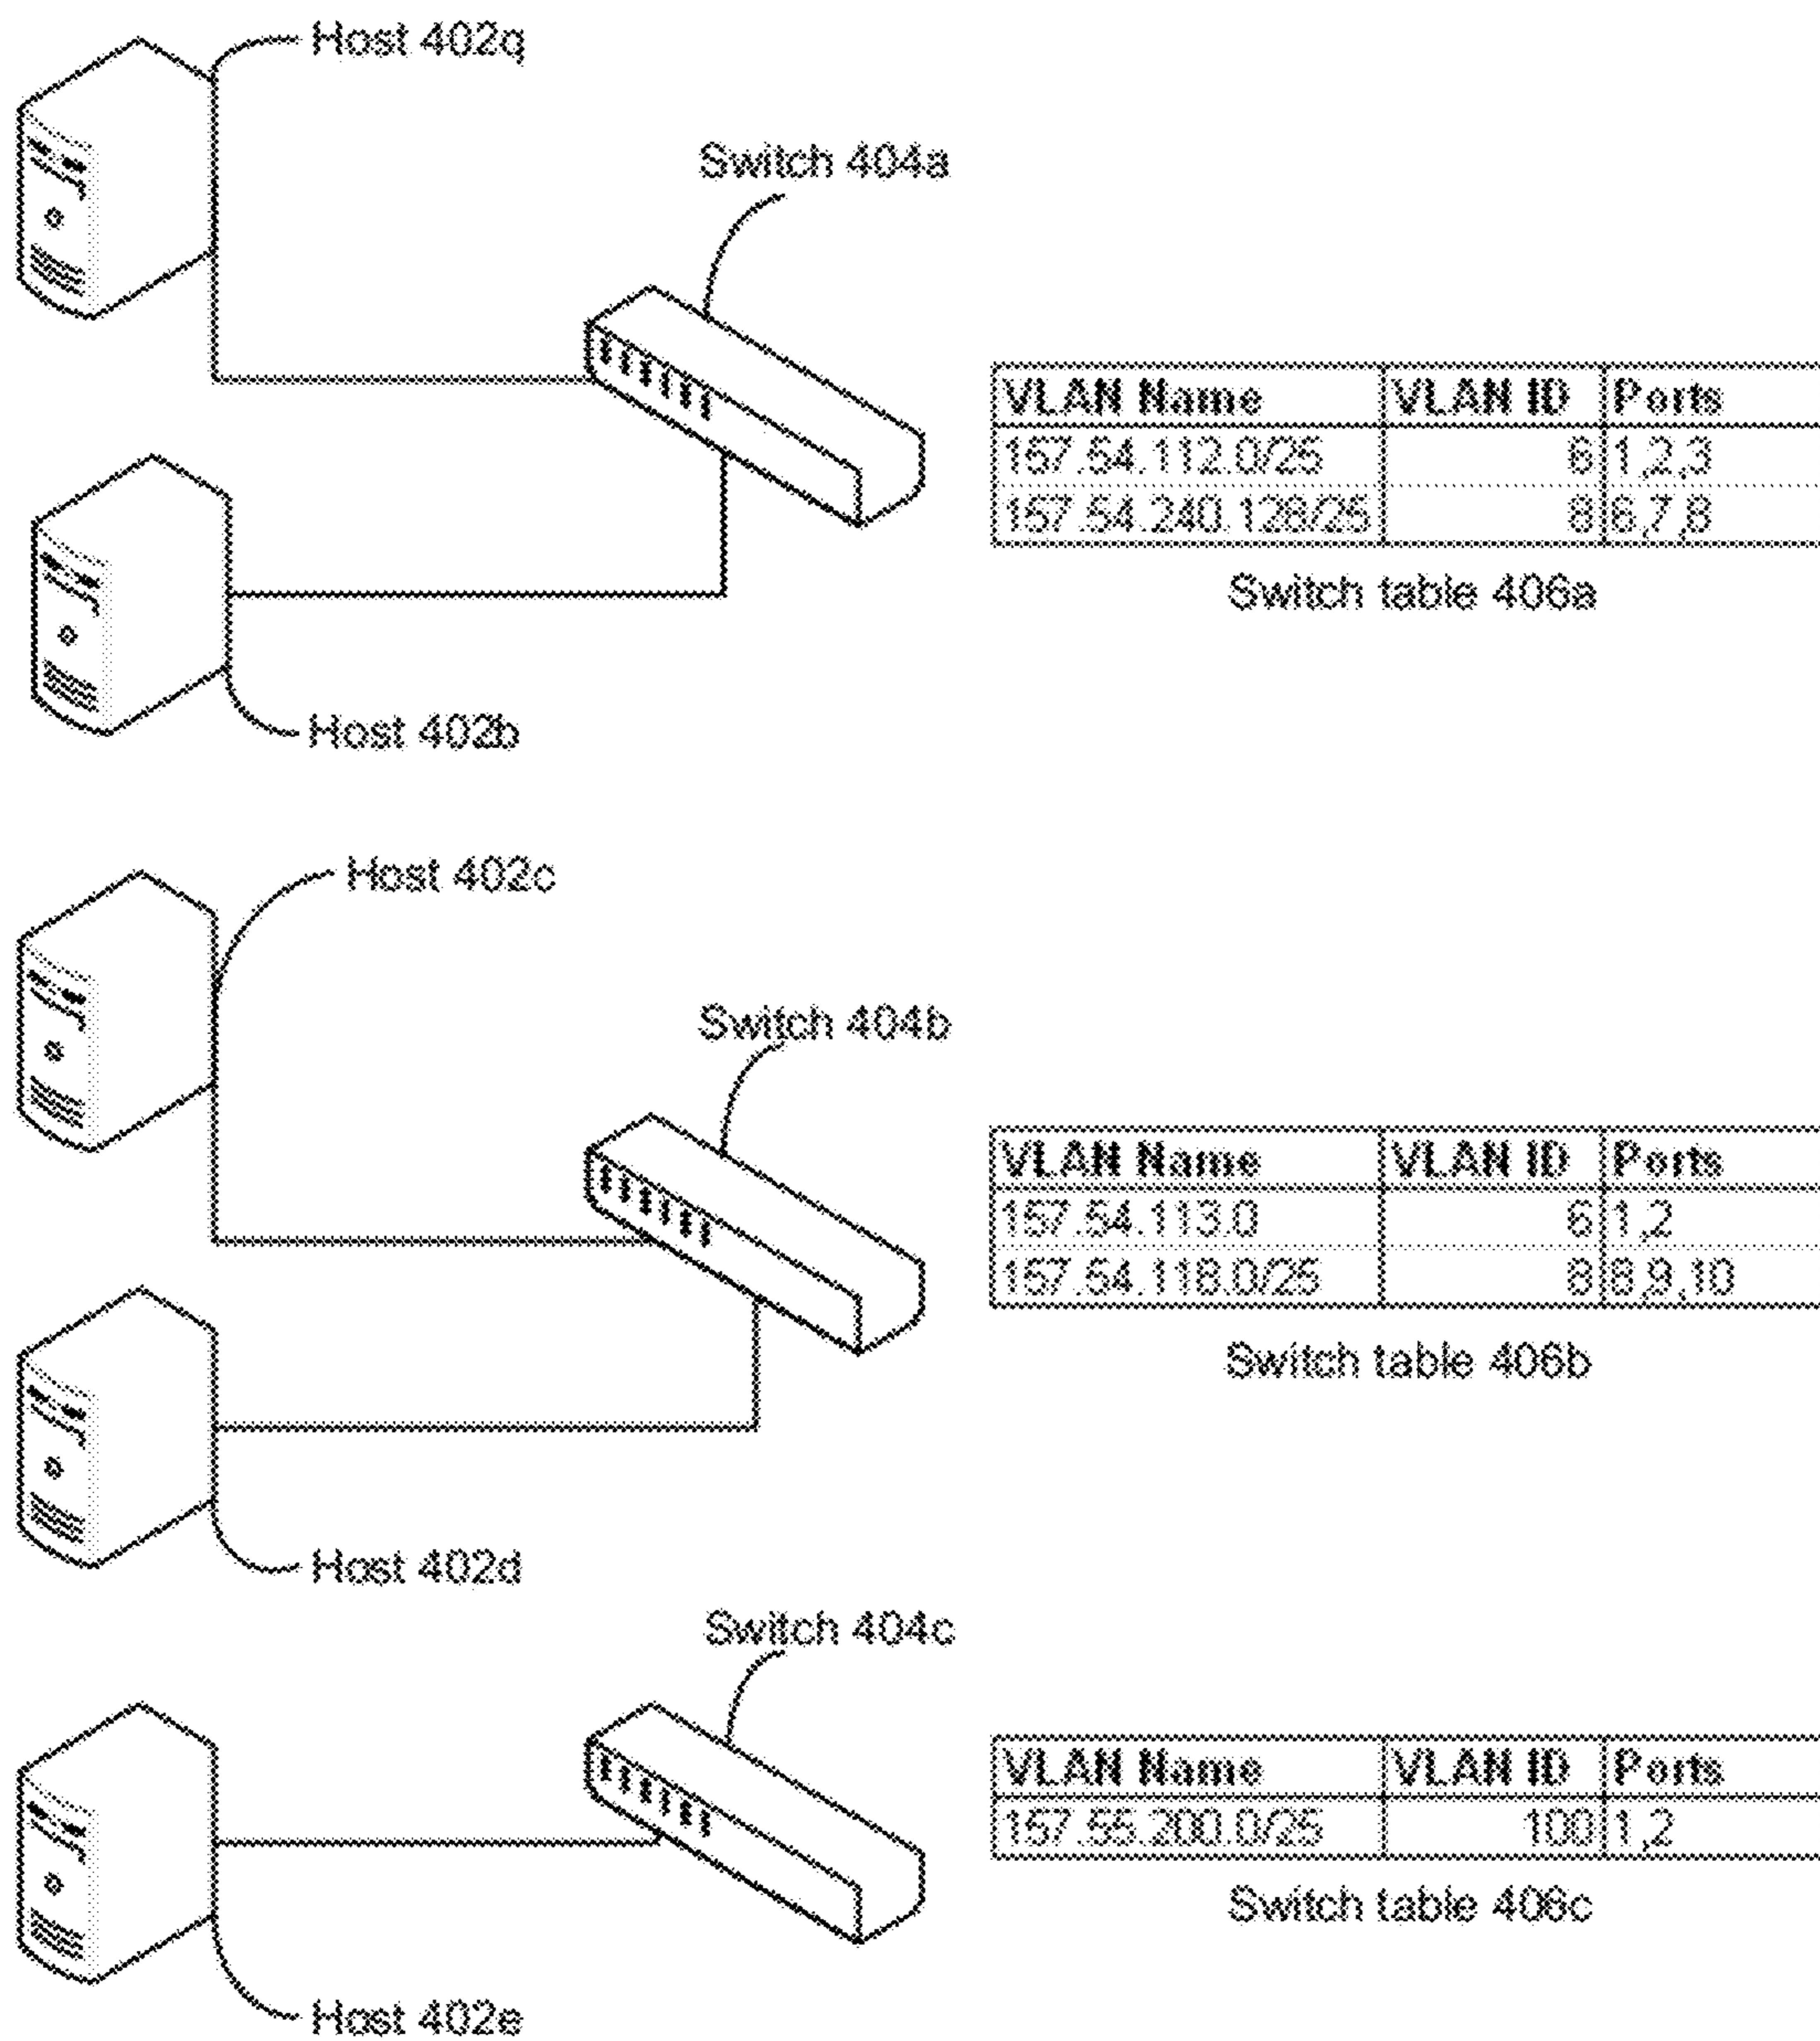 Host 402q
Switch 404a
VLAN Name VLAN ID Ports
157.54.112.0/25 6 1,2,3
157.54.240.128/25 8 6,7,8
Switch table 406a
Host 402b
Host 402c
Switch 404b
VLAN Name VLAN ID Ports
157.54.113.0 6 1,2
157.54.118.0/25 8 8,9,10
Switch table 406b
Host 402d
Switch 404c
VLAN Name VLAN ID Ports
157.55.200.0/25 100 1,2
Switch table 406c
Host 402e